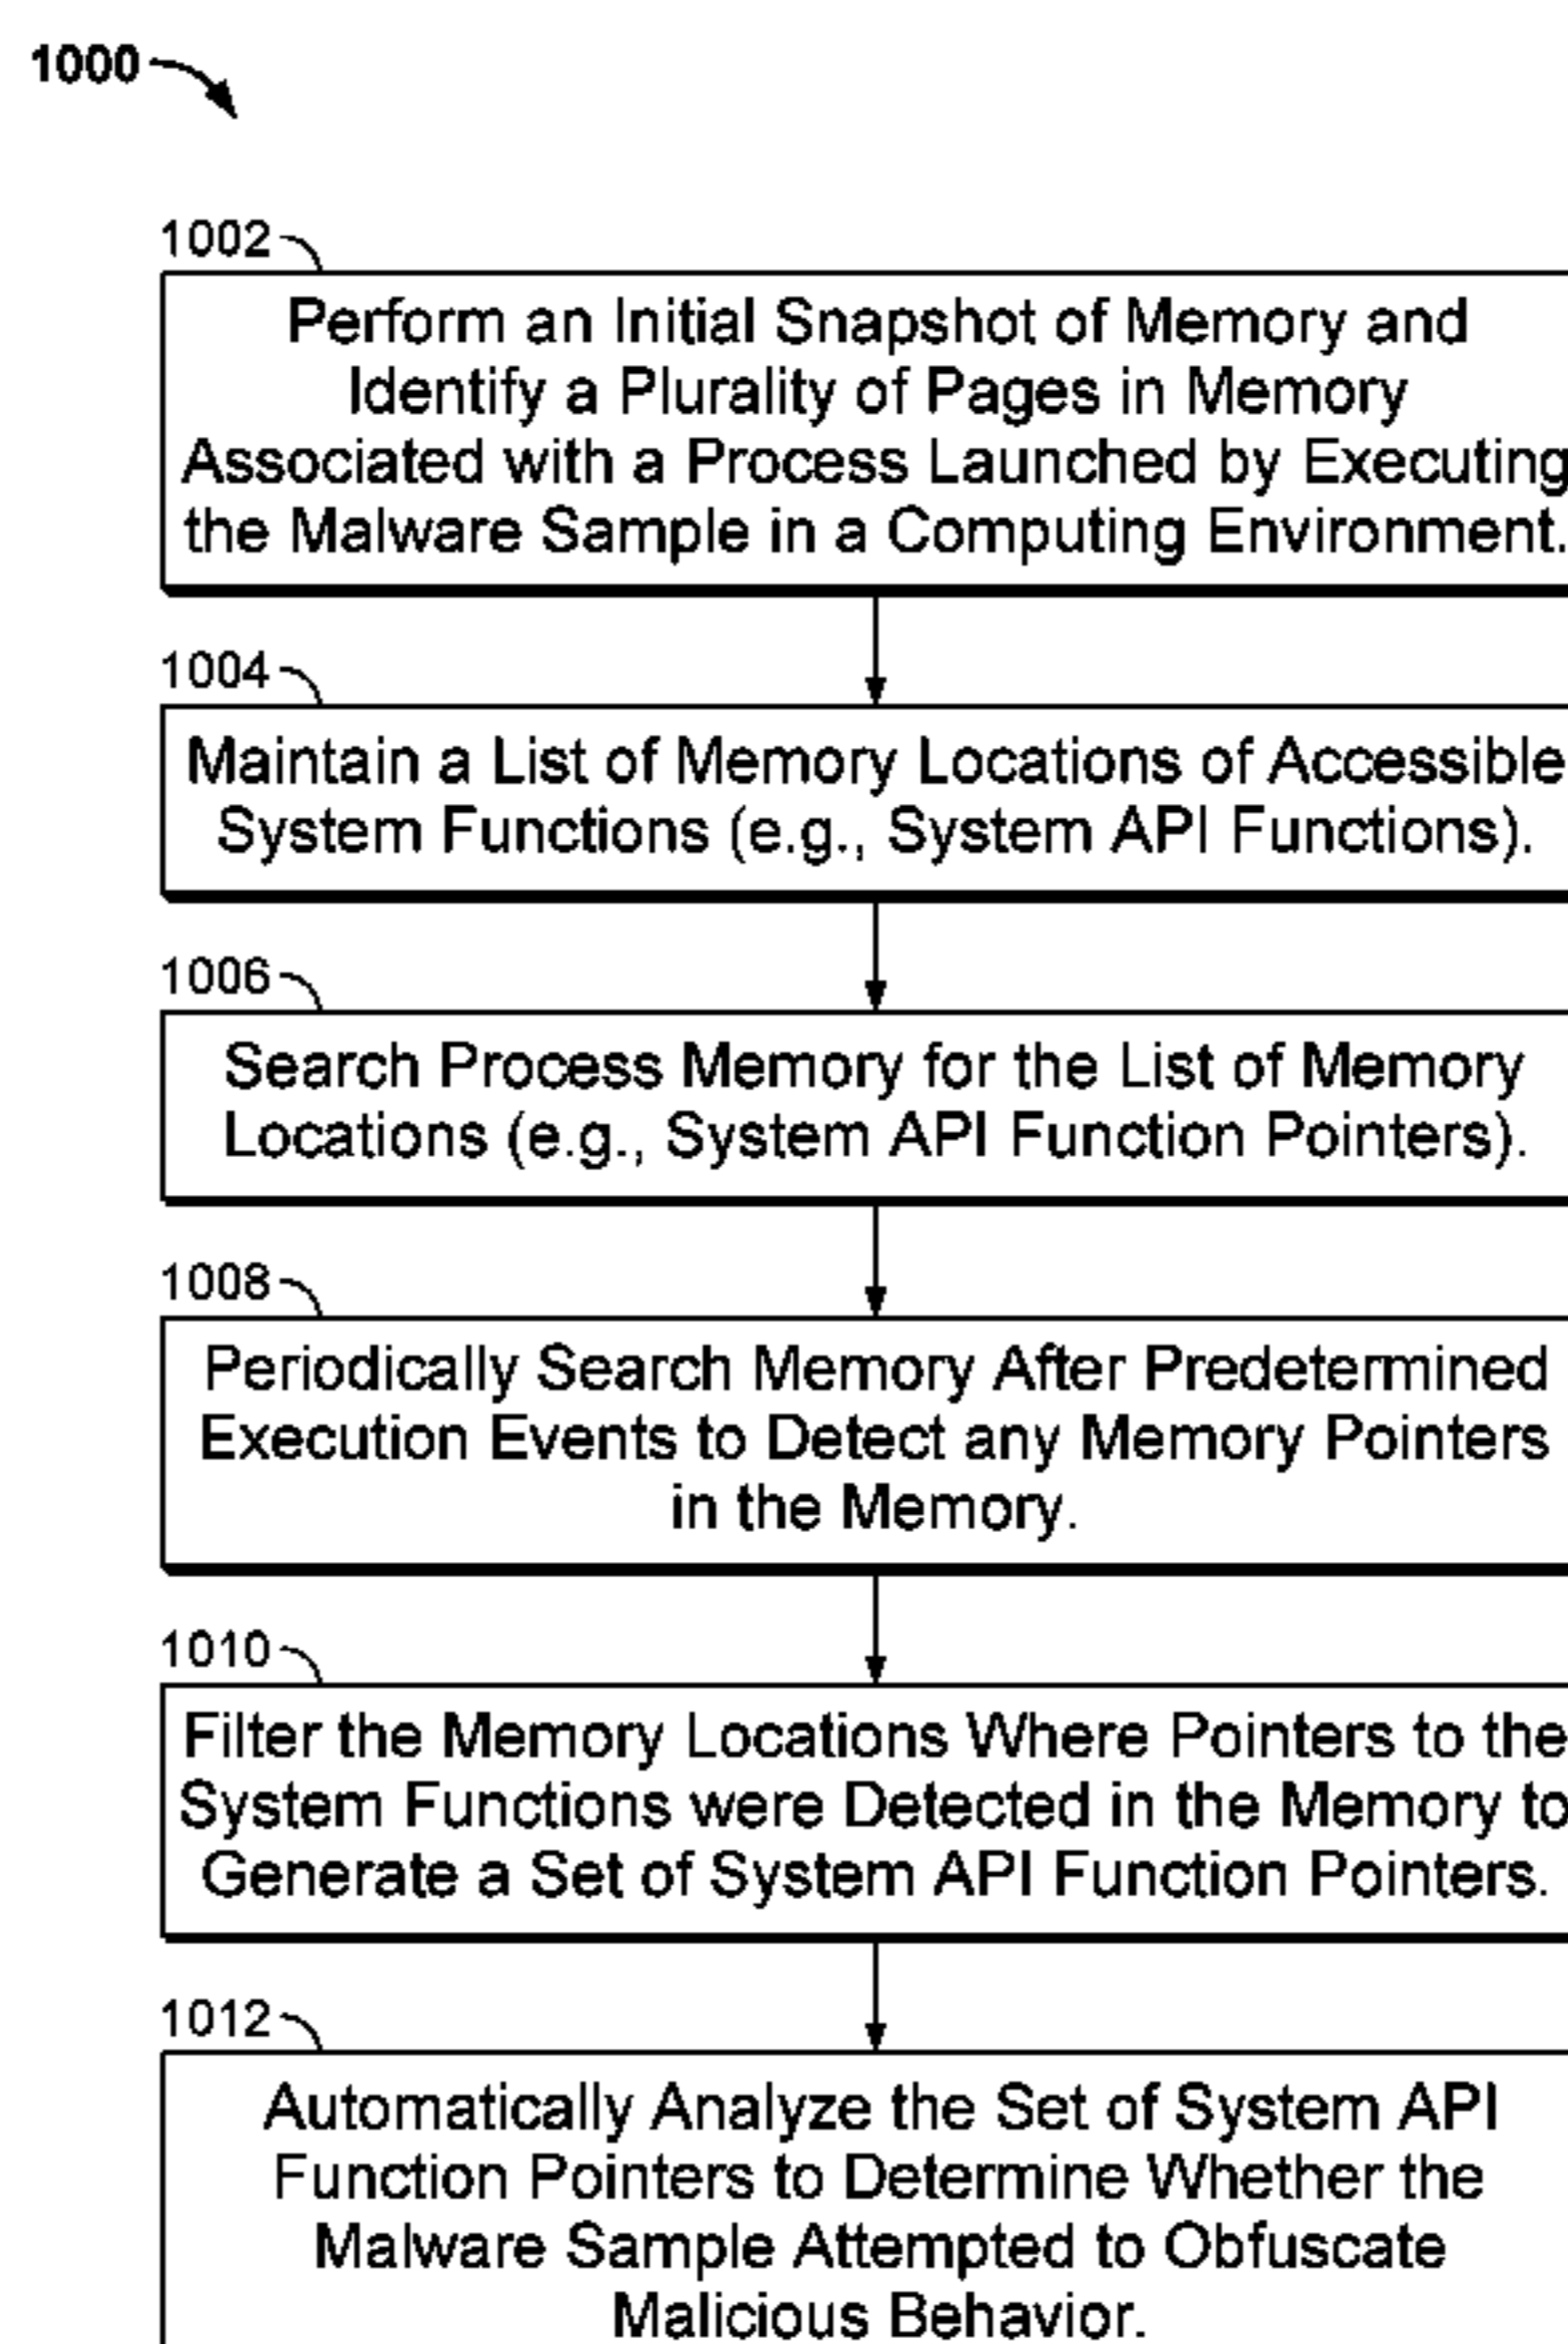 1000
1002
Perform an Initial Snapshot of Memory and
Identify a Plurality of Pages in Memory
Associated with a Process Launched by Executing
the Malware Sample in a Computing Environment.
1004
Maintain a List of Memory Locations of Accessible
System Functions (e.g., System API Functions).
1006
Search Process Memory for the List of Memory
Locations (e.g., System API Function Pointers).
1008
Periodically Search Memory After Predetermined
Execution Events to Detect any Memory Pointers
in the Memory.
1010
Filter the Memory Locations Where Pointers to the
System Functions were Detected in the Memory to
Generate a Set of System API Function Pointers.
1012
Automatically Analyze the Set of System API
Function Pointers to Determine Whether the
Malware Sample Attempted to Obfuscate
Malicious Behavior.